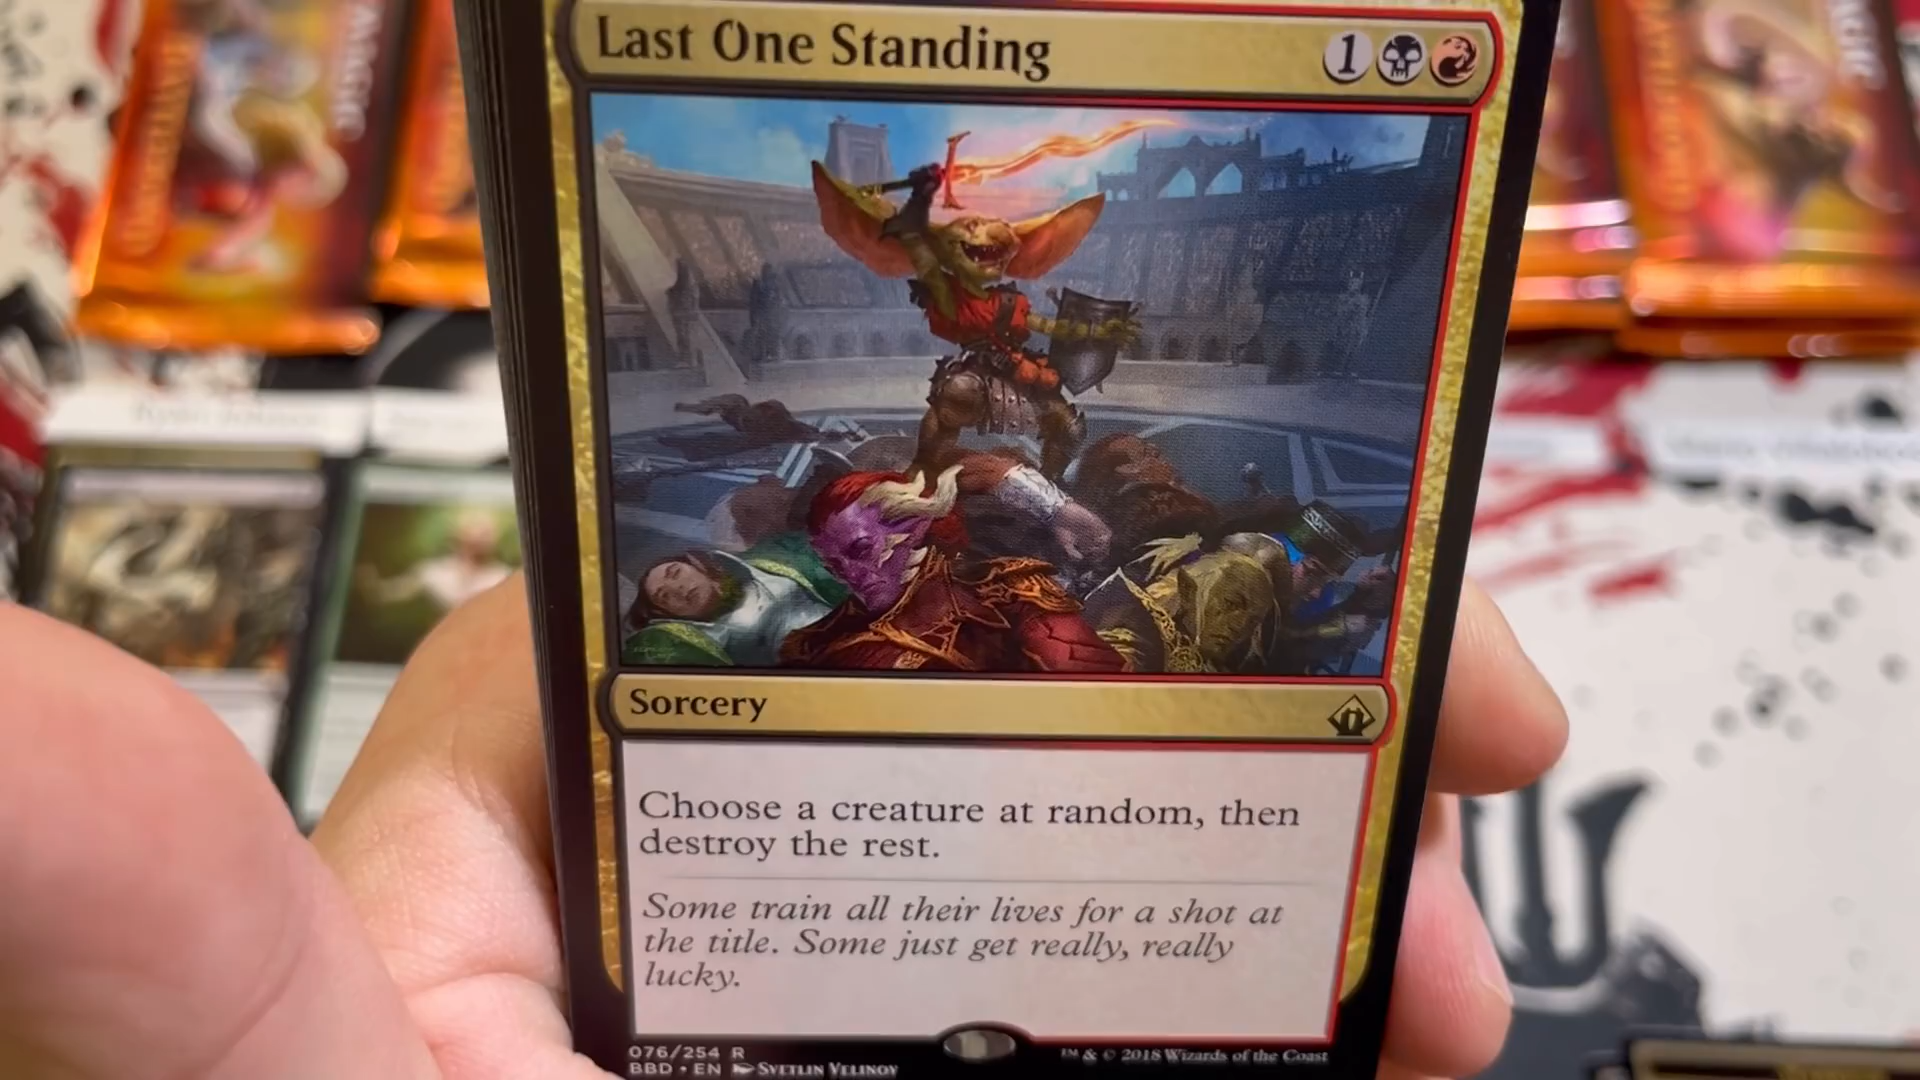 Last One Standing
1
Sorcery
Choose a creature at random, then
destroy the rest.
Some train all their lives for a shot at
the title. Some just get really, really
lucky.
076/254 R
BBD • EN SVETLIN VELINOV
™ & © 2018 Wizards of the Coast